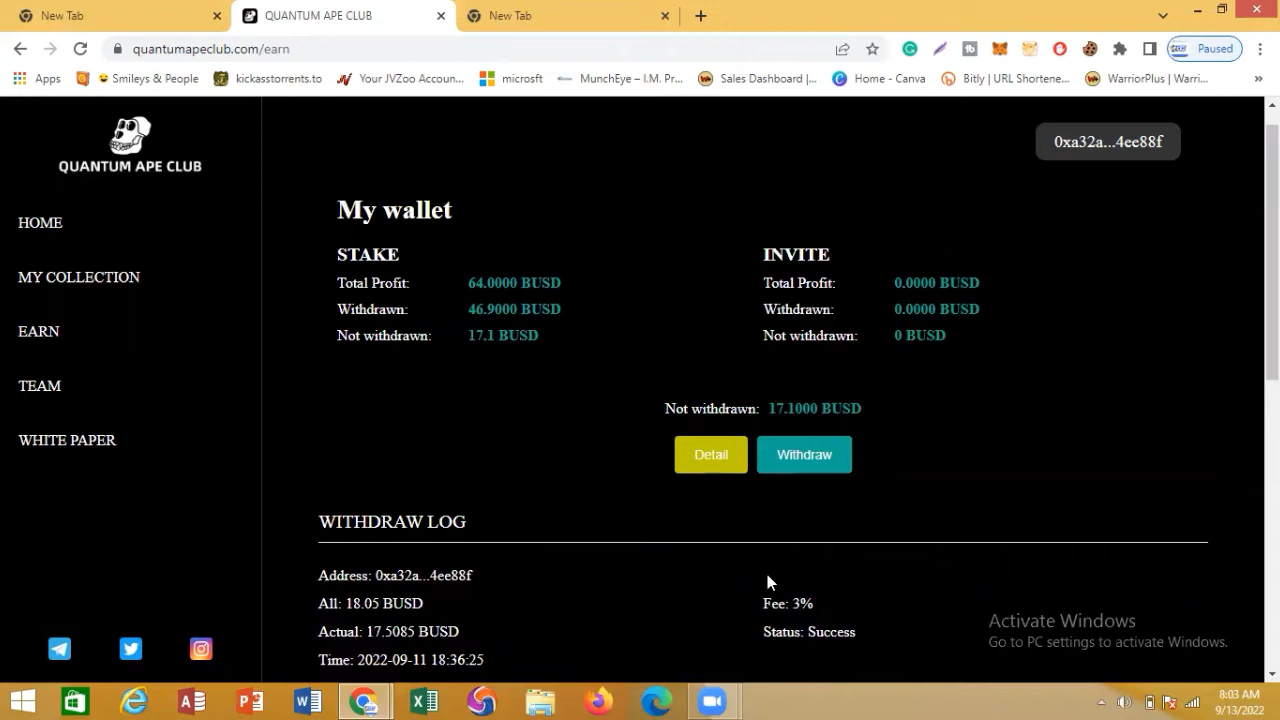 New Tab
QUANTUM APE CLUB
New Tab
quantumapeclub.com/earn
Paused
Apps
Smileys & People
kickasstorrents.to
Your JVZoo Accoun...
microsft
MunchEye – I.M. Pr...
Sales Dashboard |...
Home - Canva
Bitly | URL Shortene...
WarriorPlus | Warri...
QUANTUM APE CLUB
0xa32a...4ee88f
HOME
MY COLLECTION
EARN
TEAM
WHITE PAPER
My wallet
STAKE
Total Profit: 64.0000 BUSD
Withdrawn: 46.9000 BUSD
Not withdrawn: 17.1 BUSD
INVITE
Total Profit: 0.0000 BUSD
Withdrawn: 0.0000 BUSD
Not withdrawn: 0 BUSD
Not withdrawn: 17.1000 BUSD
Detail
Withdraw
WITHDRAW LOG
Address: 0xa32a...4ee88f
All: 18.05 BUSD
Fee: 3%
Actual: 17.5085 BUSD
Status: Success
Time: 2022-09-11 18:36:25
Activate Windows
Go to PC settings to activate Windows.
8:03 AM
9/13/2022